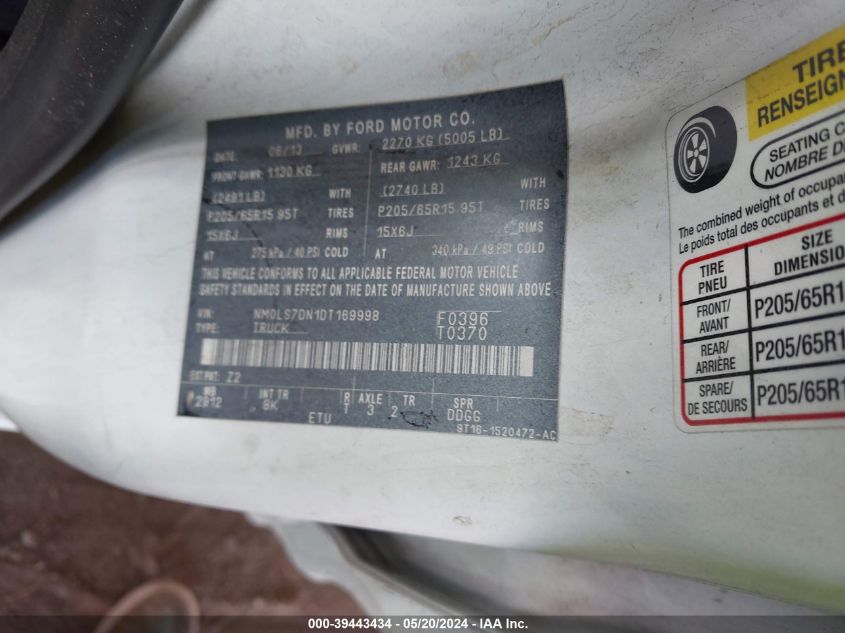 MFD. BY FORD MOTOR CO.
DATE: 06/13 GVWR: 2270 KG (5005 LB)
FRONT GAWR: 1130 KG REAR GAWR: 1243 KG
(2491 LB) WITH (2740 LB) WITH
P205/65R15 95T TIRES P205/65R15 95T TIRES
15X6J RIMS 15X6J RIMS
AT 275 kPa / 40 PSI COLD AT 340 kPa / 49 PSI COLD
THIS VEHICLE CONFORMS TO ALL APPLICABLE FEDERAL MOTOR VEHICLE
SAFETY STANDARDS IN EFFECT ON THE DATE OF MANUFACTURE SHOWN ABOVE
VIN: NM0LS7DN1DT169998 F0396
TYPE: TRUCK T0370
EXT PNT: Z2
WB INT TR R AXLE TR SPR
2912 8K T 3 2 DDGG
ETU 9T16-1520472-AC
TIRE
RENSEIGN
SEATING C
NOMBRE D
The combined weight of occupa
Le poids total des occupants et d
TIRE SIZE
PNEU DIMENSIO
FRONT/ P205/65R1
AVANT
REAR/ P205/65R1
ARRIÈRE
SPARE/ P205/65R1
DE SECOURS
000-39443434 / 05/20/2024 - IAA Inc.